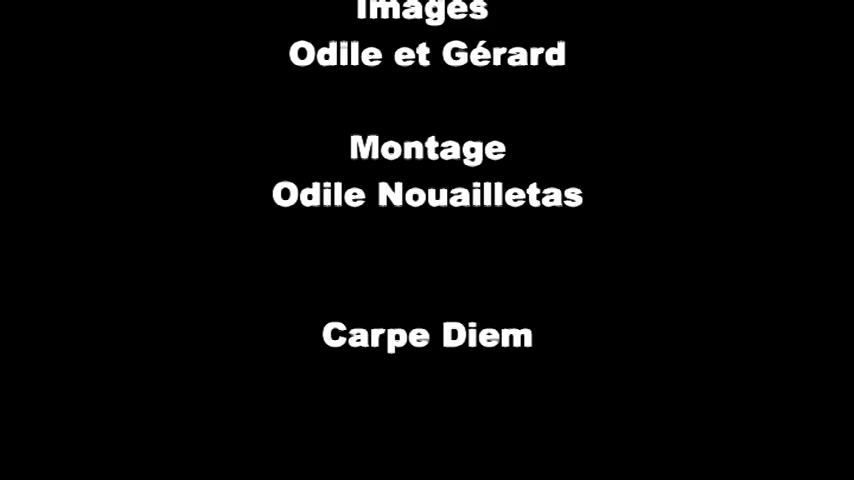 Images
Odile et Gérard
Montage
Odile Nouailletas
Carpe Diem